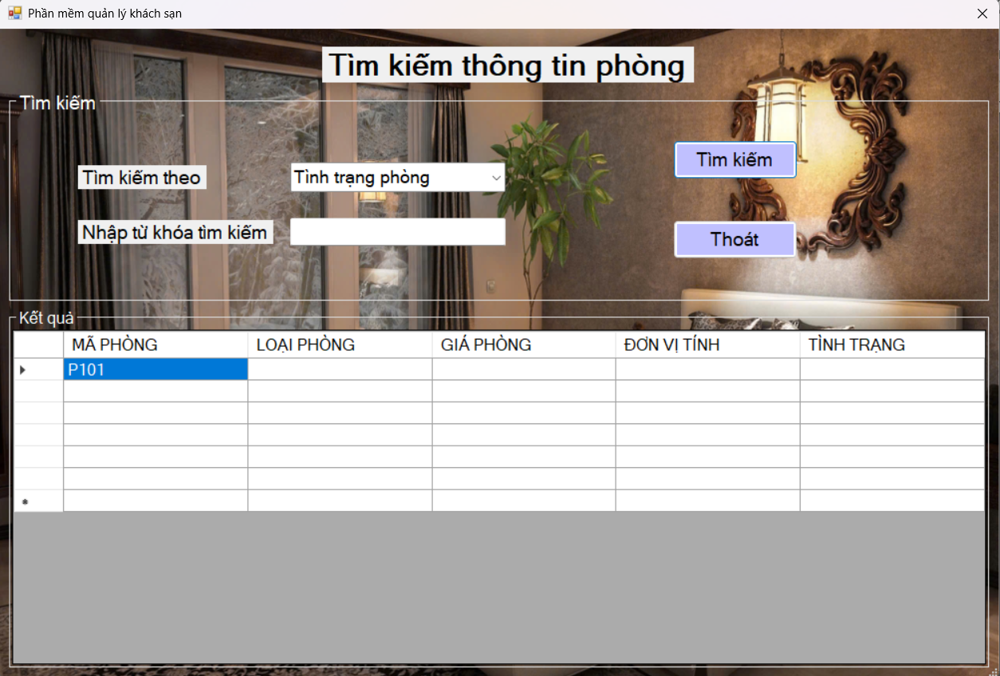 Phần mềm quản lý khách sạn
Tìm kiếm thông tin phòng
Tìm kiếm
Tìm kiếm theo
Tình trạng phòng
Tìm kiếm
Nhập từ khóa tìm kiếm
Thoát
Kết quả
MÃ PHÒNG LOẠI PHÒNG GIÁ PHÒNG ĐƠN VỊ TÍNH TÌNH TRẠNG
P101